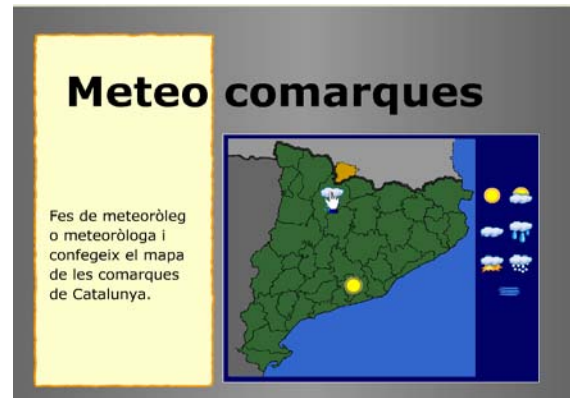 Meteo comarques
Fes de meteoròleg
o meteoròloga i
confegeix el mapa
de les comarques
de Catalunya.